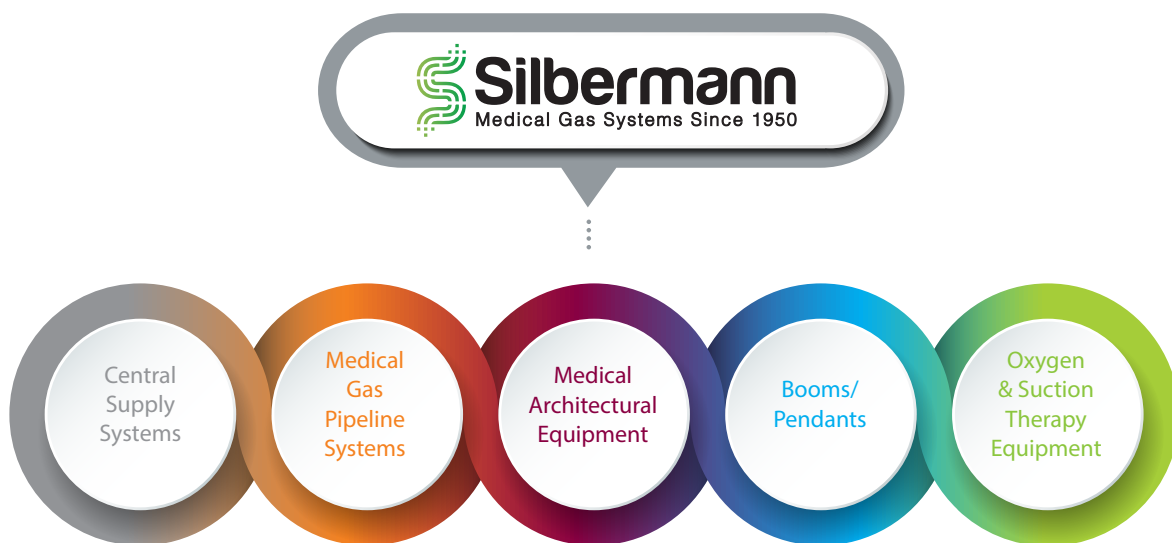 Silbermann
Medical Gas Systems Since 1950
Central
Supply
Systems
Medical
Gas
Pipeline
Systems
Medical
Architectural
Equipment
Booms/
Pendants
Oxygen
& Suction
Therapy
Equipment